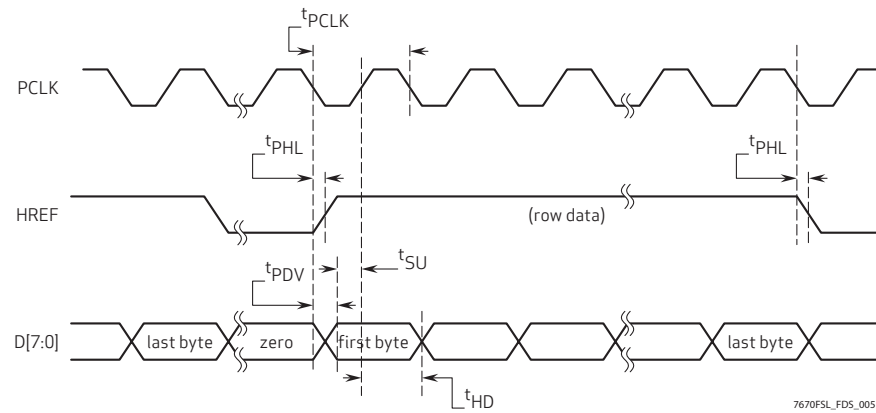 tPCLK
PCLK
tPHL
tPHL
HREF
(row data)
tPDV
tSU
D[7:0]
last byte
zero
first byte
last byte
tHD
7670FSL_FDS_005